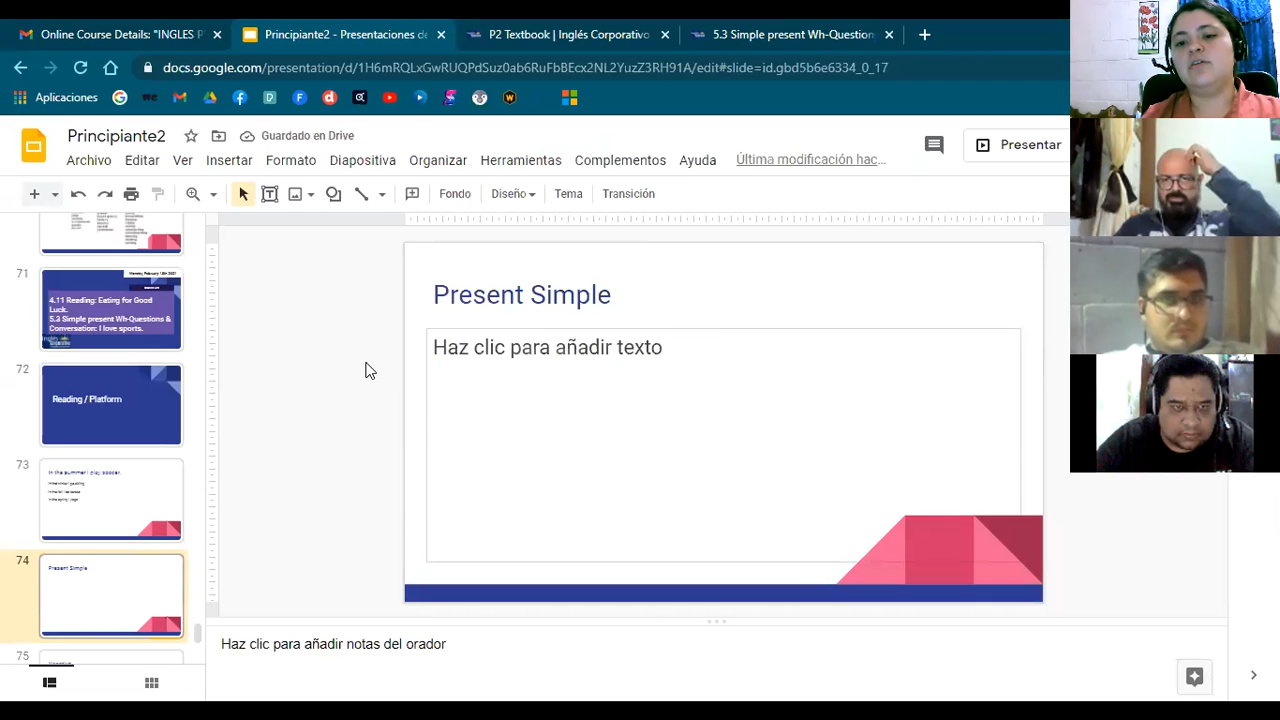 Online Course Details: "INGLES P
Principiante2 - Presentaciones de
P2 Textbook | Inglés Corporativo
5.3 Simple present Wh-Question
docs.google.com/presentation/d/1H6mRQLxGwHUQPdSIz0ab6RuFbBEcx2NL2YuzZ3RH91A/edit#slide=id.gbd5b6e6334_0_17
Aplicaciones
Principiante2
Guardado en Drive
Archivo Editar Ver Insertar Formato Diapositiva Organizar Herramientas Complementos Ayuda Última modificación hac...
Presentar
Fondo Diseño Tema Transición
71
4.11 Reading: Eating for Good
Luck.
5.3 Simple present Wh-Questions &
Conversation: I love sports.
72
Reading / Platform
73
In the summer I play soccer.
74
Present Simple
75
Present Simple
Haz clic para añadir texto
Haz clic para añadir notas del orador